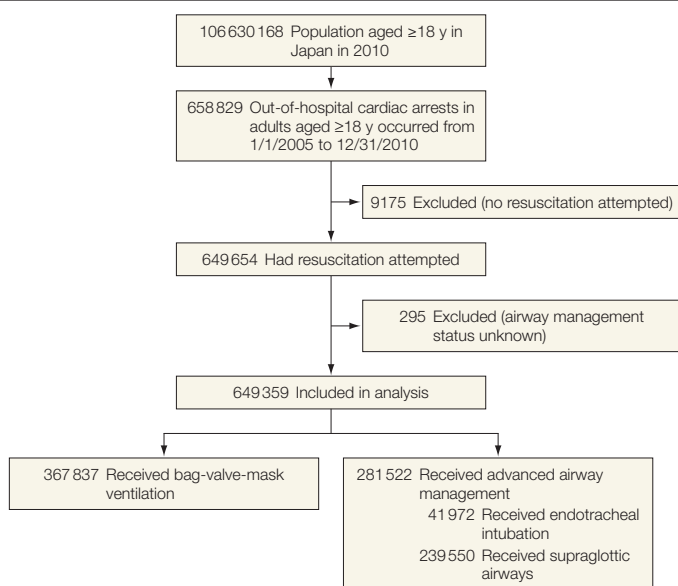 106 630 168 Population aged ≥18 y in
Japan in 2010
658 829 Out-of-hospital cardiac arrests in
adults aged ≥18 y occurred from
1/1/2005 to 12/31/2010
9175 Excluded (no resuscitation attempted)
649 654 Had resuscitation attempted
295 Excluded (airway management
status unknown)
649 359 Included in analysis
367 837 Received bag-valve-mask
ventilation
281 522 Received advanced airway
management
41 972 Received endotracheal
intubation
239 550 Received supraglottic
airways